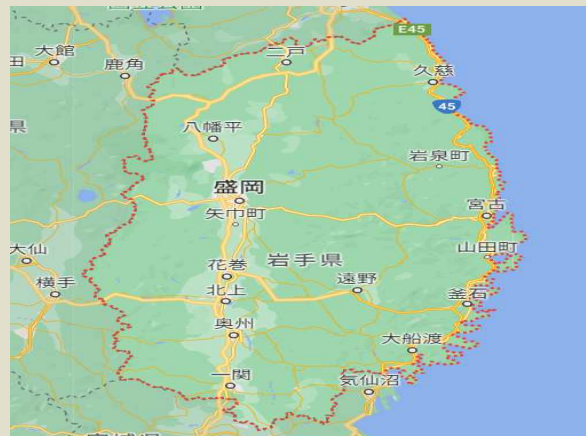 E45
大館
二戸
田
鹿角
久慈
45
八幡平
県
岩泉町
盛岡
宮古
矢巾町
大仙
岩手県
山田町
花巻
遠野
横手
北上
釜石
奥州
大船渡
一関
気仙沼